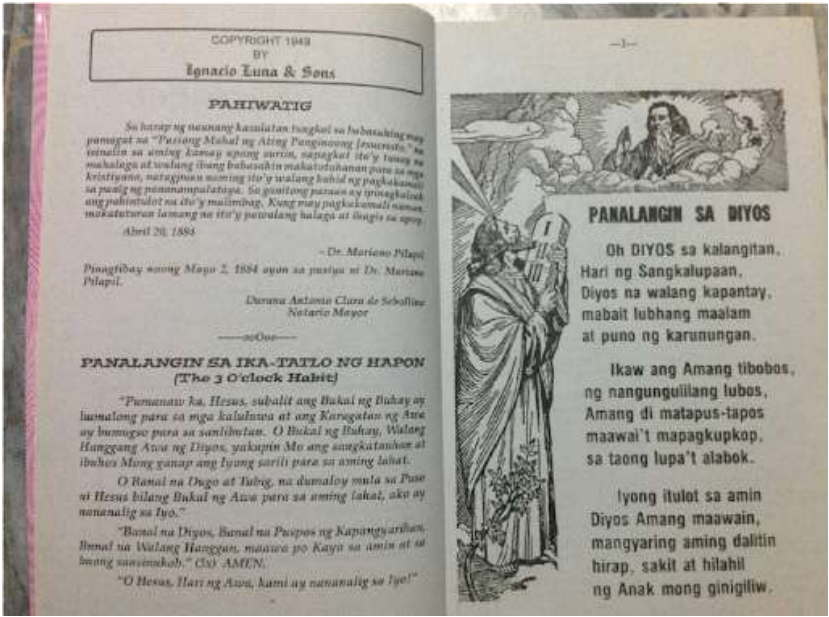 COPYRIGHT 1949
BY
Ignacio Luna & Sons
PAHIWATIG
Sa harap ng naunang kasulatan tungkol sa babasahing may
pamagat na "Pasiong Mahal ng Ating Panginoong Jesucristo," na
isinalin sa aming kamay upang suriin, sapagkat ito'y tunay na
mahalaga at walang ibang babasahin makatutuhanan para sa mga
kristiyano, natagpuan naming ito'y walang bahid ng pagkakamali
sa panig ng pananampalataya. Sa ganitong paraan ay ipinagkaloob
ang pahintulot na ito'y malimbag. Kung may pagkakamali naman,
makatuturan lamang na ito'y pawalang halaga at ihagis sa apoy.
Abril 20, 1884
- Dr. Mariano Pilapil
Pinagtibay noong Mayo 2, 1884 ayon sa pasiya ni Dr. Mariano
Pilapil.
Antonio Clara de
Notario Mayor
——ooOoo——
PANALANGIN SA IKA-TATLO NG HAPON
(The 3 O'clock Habit)
"Pumanaw ka, Hesus, subalit ang Bukal ng Buhay ay
bumalong para sa mga kaluluwa at ang Karagatan ng Awa
ay bumugso para sa sanlibutan. O Bukal ng Buhay, Walang
Hanggang Awa ng Diyos, yakapin Mo ang sangkatauhan at
ibuhos Mong ganap ang Iyong sarili para sa aming lahat.
O Banal na Dugo at Tubig, na dumaloy mula sa Puso
ni Hesus bilang Bukal ng Awa para sa aming lahat, ako ay
nananalig sa Iyo."
"Banal na Diyos, Banal na Puspos ng Kapangyarihan,
Banal na Walang Hanggan, maawa po Kayo sa amin at sa
buong sansinukob." (3x) AMEN.
"O Hesus, Hari ng Awa, kami ay nananalig sa Iyo!"
—3—
PANALANGIN SA DIYOS
Oh DIYOS sa kalangitan,
Hari ng Sangkalupaan,
Diyos na walang kapantay,
mabait lubhang maalam
at puno ng karunungan.
Ikaw ang Amang tibobos,
ng nangungulilang lubos,
Amang di matapus-tapos
maawai't mapagkupkop,
sa taong lupa't alabok.
Iyong itulot sa amin
Diyos Amang maawain,
mangyaring aming dalitin
hirap, sakit at hilahil
ng Anak mong ginigiliw.